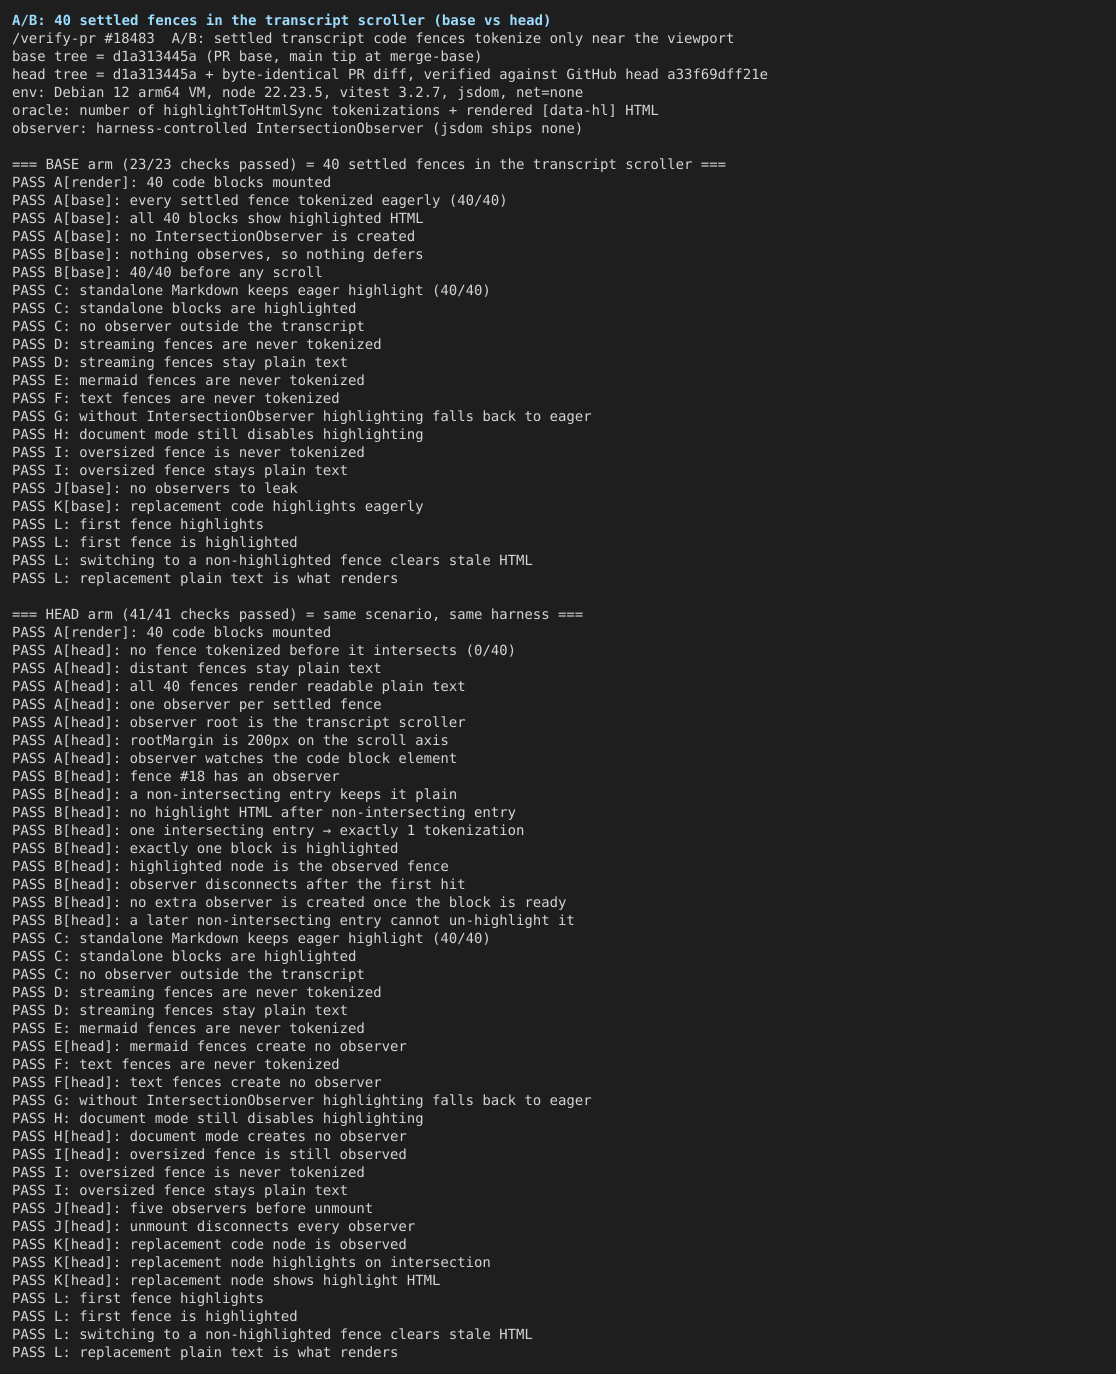 A/B: 40 settled fences in the transcript scroller (base vs head)
/verify-pr #18483  A/B: settled transcript code fences tokenize only near the viewport
base tree = d1a313445a (PR base, main tip at merge-base)
head tree = d1a313445a + byte-identical PR diff, verified against GitHub head a33f69dff21e
env: Debian 12 arm64 VM, node 22.23.5, vitest 3.2.7, jsdom, net=none
oracle: number of highlightToHtmlSync tokenizations + rendered [data-hl] HTML
observer: harness-controlled IntersectionObserver (jsdom ships none)
=== BASE arm (23/23 checks passed) = 40 settled fences in the transcript scroller ===
PASS A[render]: 40 code blocks mounted
PASS A[base]: every settled fence tokenized eagerly (40/40)
PASS A[base]: all 40 blocks show highlighted HTML
PASS A[base]: no IntersectionObserver is created
PASS B[base]: nothing observes, so nothing defers
PASS B[base]: 40/40 before any scroll
PASS C: standalone Markdown keeps eager highlight (40/40)
PASS C: standalone blocks are highlighted
PASS C: no observer outside the transcript
PASS D: streaming fences are never tokenized
PASS D: streaming fences stay plain text
PASS E: mermaid fences are never tokenized
PASS F: text fences are never tokenized
PASS G: without IntersectionObserver highlighting falls back to eager
PASS H: document mode still disables highlighting
PASS I: oversized fence is never tokenized
PASS I: oversized fence stays plain text
PASS J[base]: no observers to leak
PASS K[base]: replacement code highlights eagerly
PASS L: first fence highlights
PASS L: first fence is highlighted
PASS L: switching to a non-highlighted fence clears stale HTML
PASS L: replacement plain text is what renders
=== HEAD arm (41/41 checks passed) = same scenario, same harness ===
PASS A[render]: 40 code blocks mounted
PASS A[head]: no fence tokenized before it intersects (0/40)
PASS A[head]: distant fences stay plain text
PASS A[head]: all 40 fences render readable plain text
PASS A[head]: one observer per settled fence
PASS A[head]: observer root is the transcript scroller
PASS A[head]: rootMargin is 200px on the scroll axis
PASS A[head]: observer watches the code block element
PASS B[head]: fence #18 has an observer
PASS B[head]: a non-intersecting entry keeps it plain
PASS B[head]: no highlight HTML after non-intersecting entry
PASS B[head]: one intersecting entry → exactly 1 tokenization
PASS B[head]: exactly one block is highlighted
PASS B[head]: highlighted node is the observed fence
PASS B[head]: observer disconnects after the first hit
PASS B[head]: no extra observer is created once the block is ready
PASS B[head]: a later non-intersecting entry cannot un-highlight it
PASS C: standalone Markdown keeps eager highlight (40/40)
PASS C: standalone blocks are highlighted
PASS C: no observer outside the transcript
PASS D: streaming fences are never tokenized
PASS D: streaming fences stay plain text
PASS E: mermaid fences are never tokenized
PASS E[head]: mermaid fences create no observer
PASS F: text fences are never tokenized
PASS F[head]: text fences create no observer
PASS G: without IntersectionObserver highlighting falls back to eager
PASS H: document mode still disables highlighting
PASS H[head]: document mode creates no observer
PASS I[head]: oversized fence is still observed
PASS I: oversized fence is never tokenized
PASS I: oversized fence stays plain text
PASS J[head]: five observers before unmount
PASS J[head]: unmount disconnects every observer
PASS K[head]: replacement code node is observed
PASS K[head]: replacement node highlights on intersection
PASS K[head]: replacement node shows highlight HTML
PASS L: first fence highlights
PASS L: first fence is highlighted
PASS L: switching to a non-highlighted fence clears stale HTML
PASS L: replacement plain text is what renders